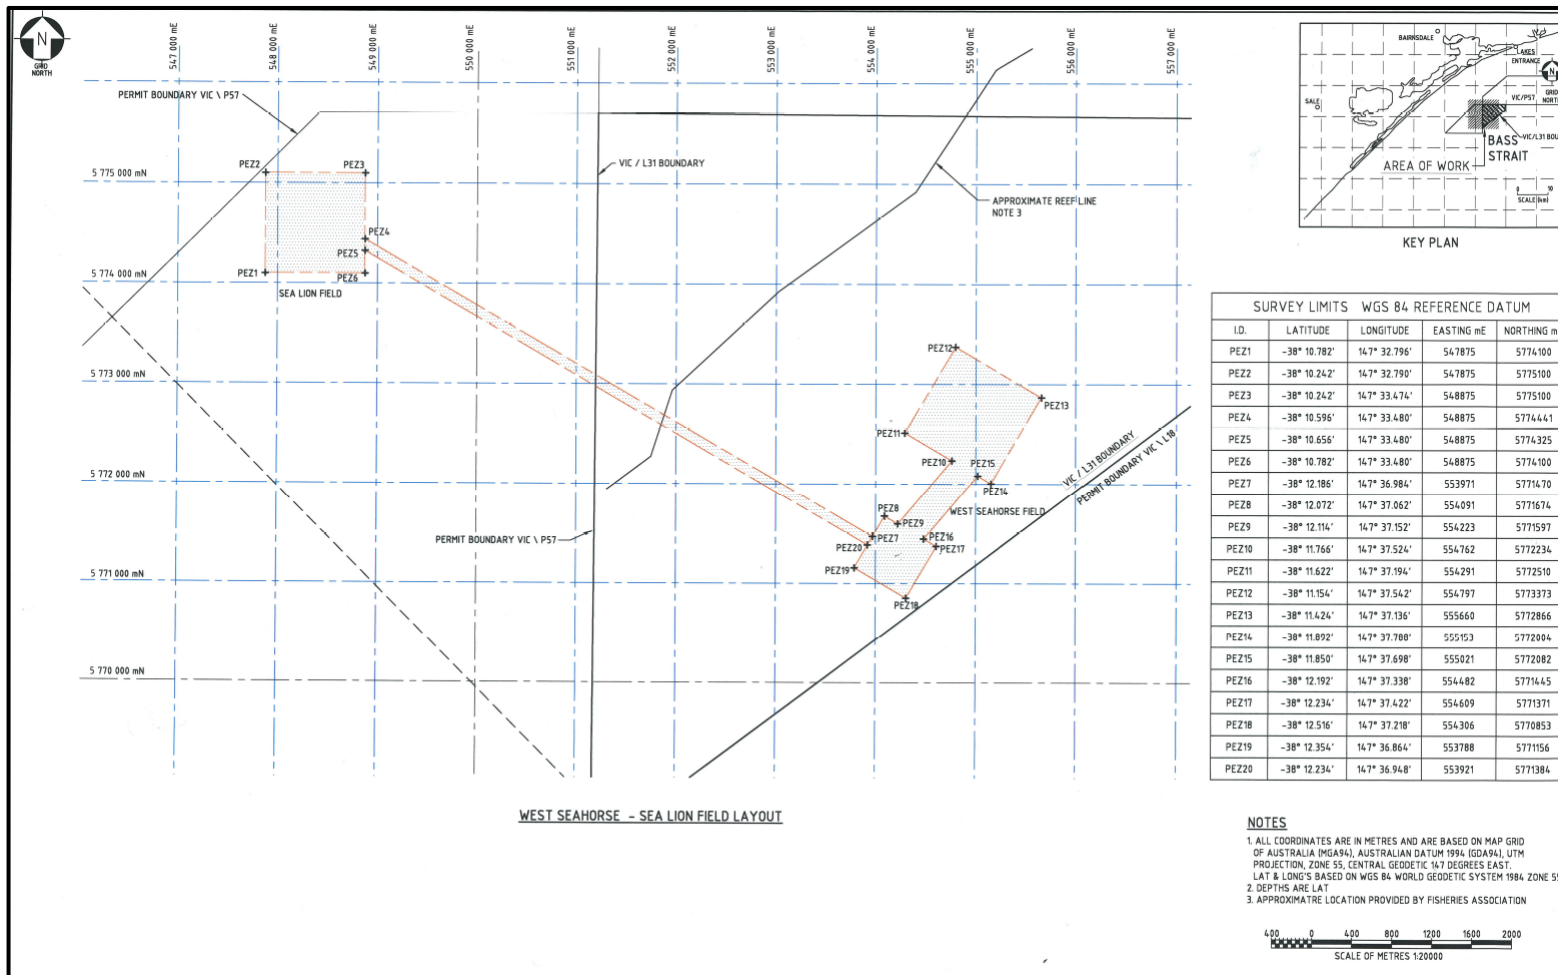 N
GRID
NORTH
547 000 mE
548 000 mE
549 000 mE
550 000 mE
551 000 mE
552 000 mE
553 000 mE
554 000 mE
555 000 mE
556 000 mE
557 000 mE
PERMIT BOUNDARY VIC \ P57
PEZ2
PEZ3
VIC / L31 BOUNDARY
5 775 000 mN
APPROXIMATE REEF LINE
NOTE 3
PEZ4
PEZ5
PEZ1
PEZ6
5 774 000 mN
SEA LION FIELD
PEZ12
5 773 000 mN
PEZ13
PEZ11
PEZ10
PEZ15
5 772 000 mN
PEZ14
VIC / L31 BOUNDARY
PERMIT BOUNDARY VIC \ L18
PEZ8
WEST SEAHORSE FIELD
PEZ9
PERMIT BOUNDARY VIC \ P57
PEZ7
PEZ16
PEZ20
PEZ17
PEZ19
5 771 000 mN
PEZ18
5 770 000 mN
WEST SEAHORSE - SEA LION FIELD LAYOUT
BAIRNSDALE
LAKES
ENTRANCE
N
GRID
NORT
SALE
VIC/P57
VIC/L31 BOU
BASS
STRAIT
AREA OF WORK
0 10
SCALE (km)
KEY PLAN
SURVEY LIMITS WGS 84 REFERENCE DATUM
I.D. LATITUDE LONGITUDE EASTING mE NORTHING m
PEZ1 -38° 10.782' 147° 32.796' 547875 5774100
PEZ2 -38° 10.242' 147° 32.790' 547875 5775100
PEZ3 -38° 10.242' 147° 33.474' 548875 5775100
PEZ4 -38° 10.596' 147° 33.480' 548875 5774441
PEZ5 -38° 10.656' 147° 33.480' 548875 5774325
PEZ6 -38° 10.782' 147° 33.480' 548875 5774100
PEZ7 -38° 12.186' 147° 36.984' 553971 5771470
PEZ8 -38° 12.072' 147° 37.062' 554091 5771674
PEZ9 -38° 12.114' 147° 37.152' 554223 5771597
PEZ10 -38° 11.766' 147° 37.524' 554762 5772234
PEZ11 -38° 11.622' 147° 37.194' 554291 5772510
PEZ12 -38° 11.154' 147° 37.542' 554797 5773373
PEZ13 -38° 11.424' 147° 37.136' 555660 5772866
PEZ14 -38° 11.892' 147° 37.788' 555153 5772004
PEZ15 -38° 11.850' 147° 37.698' 555021 5772082
PEZ16 -38° 12.192' 147° 37.338' 554482 5771445
PEZ17 -38° 12.234' 147° 37.422' 554609 5771371
PEZ18 -38° 12.516' 147° 37.218' 554306 5770853
PEZ19 -38° 12.354' 147° 36.864' 553788 5771156
PEZ20 -38° 12.234' 147° 36.948' 553921 5771384
NOTES
1. ALL COORDINATES ARE IN METRES AND ARE BASED ON MAP GRID
OF AUSTRALIA (MGA94), AUSTRALIAN DATUM 1994 (GDA94), UTM
PROJECTION, ZONE 55, CENTRAL GEODETIC 147 DEGREES EAST.
LAT & LONG'S BASED ON WGS 84 WORLD GEODETIC SYSTEM 1984 ZONE 55
2. DEPTHS ARE LAT
3. APPROXIMATRE LOCATION PROVIDED BY FISHERIES ASSOCIATION
400 0 400 800 1200 1600 2000
SCALE OF METRES 1:20000